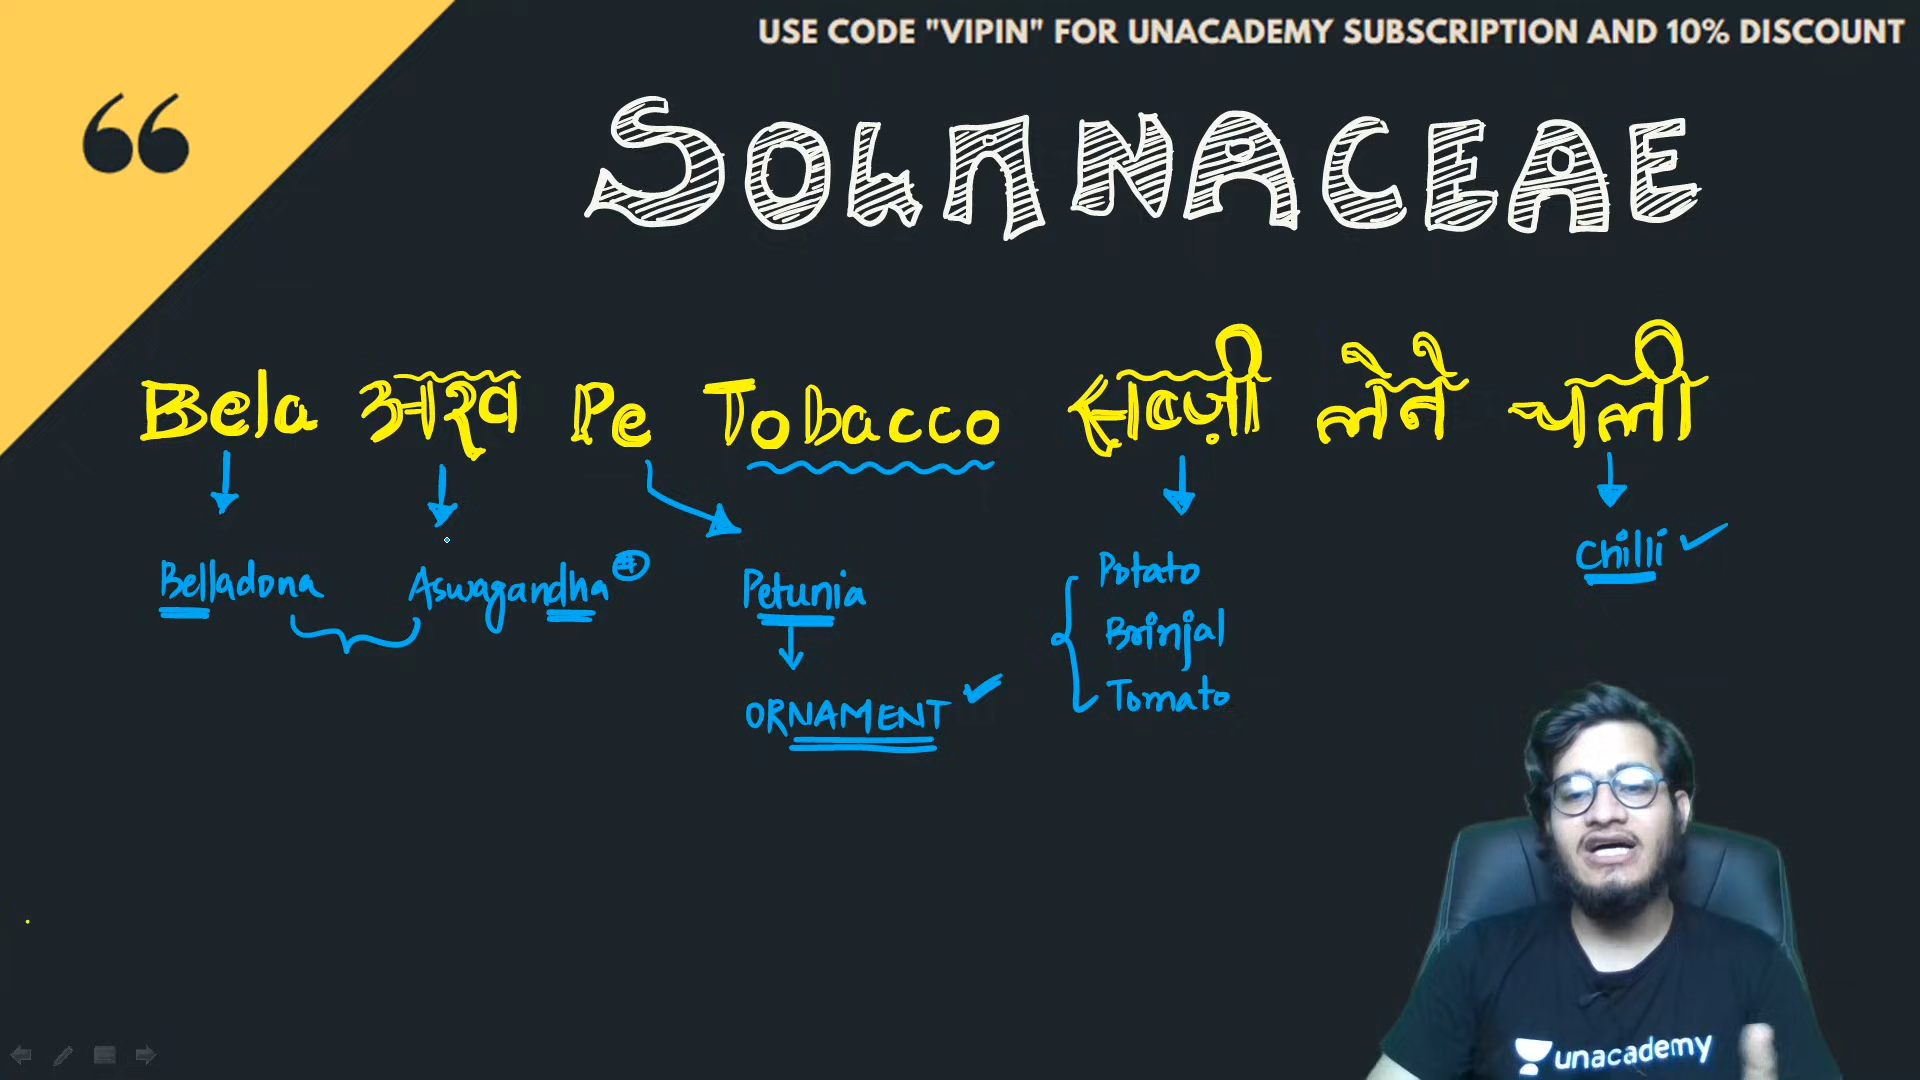 USE CODE "VIPIN" FOR UNACADEMY SUBSCRIPTION AND 10% DISCOUNT
SOLANACEAE
Bela अश्व Pe Tobacco सब्ज़ी लेने चली
Belladona Aswagandha # Petunia Potato Chilli
Brinjal
ORNAMENT Tomato
unacademy